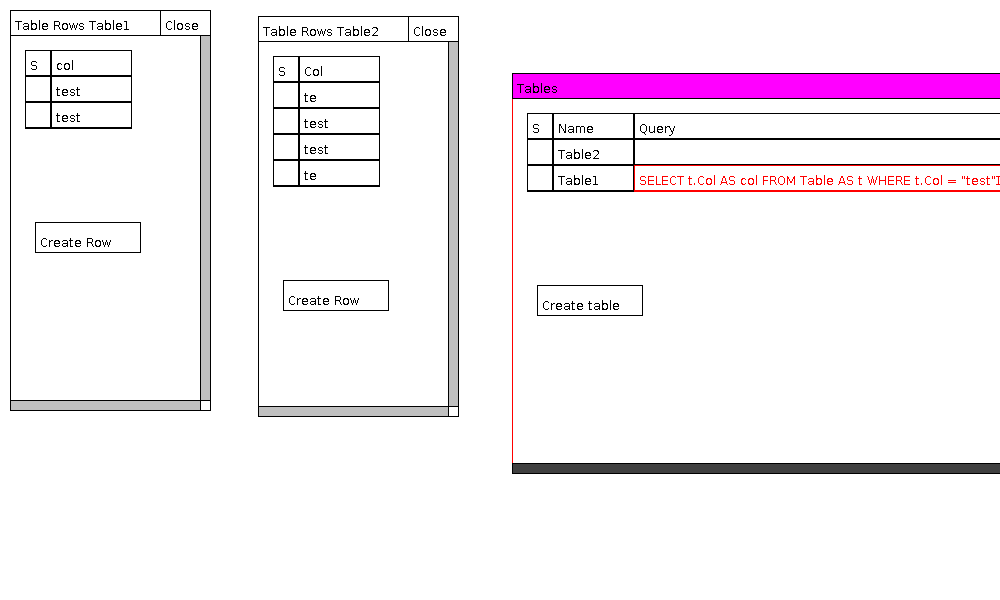 Table Rows Table1 Close
S col
test
test
Create Row
Table Rows Table2 Close
S Col
te
test
test
te
Create Row
Tables
S Name Query
Table2
Table1 SELECT t.Col AS col FROM Table AS t WHERE t.Col = "test"
Create table